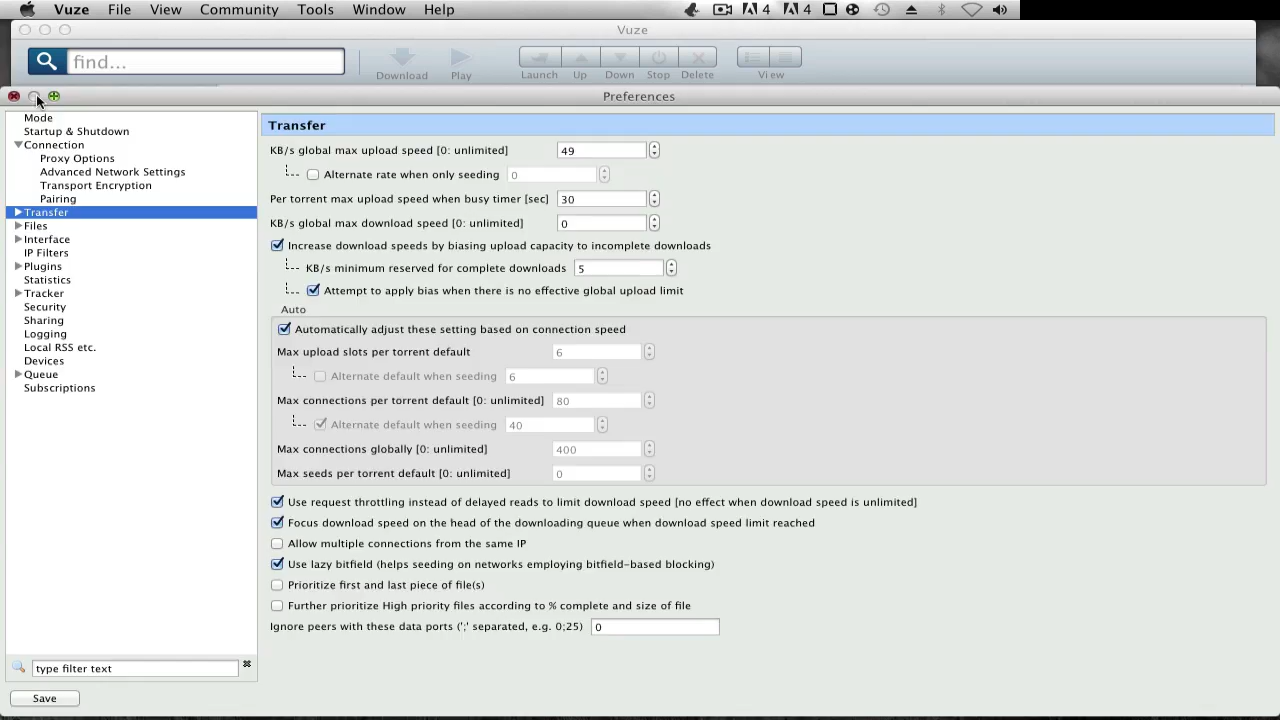 Vuze File View Community Tools Window Help 4 4
Vuze
find...
Download Play Launch Up Down Stop Delete View
Preferences
Mode
Startup & Shutdown
Connection
Proxy Options
Advanced Network Settings
Transport Encryption
Pairing
Transfer
Files
Interface
IP Filters
Plugins
Statistics
Tracker
Security
Sharing
Logging
Local RSS etc.
Devices
Queue
Subscriptions
type filter text
Save
Transfer
KB/s global max upload speed [0: unlimited] 49
Alternate rate when only seeding 0
Per torrent max upload speed when busy timer [sec] 30
KB/s global max download speed [0: unlimited] 0
Increase download speeds by biasing upload capacity to incomplete downloads
KB/s minimum reserved for complete downloads 5
Attempt to apply bias when there is no effective global upload limit
Auto
Automatically adjust these setting based on connection speed
Max upload slots per torrent default 6
Alternate default when seeding 6
Max connections per torrent default [0: unlimited] 80
Alternate default when seeding 40
Max connections globally [0: unlimited] 400
Max seeds per torrent default [0: unlimited] 0
Use request throttling instead of delayed reads to limit download speed [no effect when download speed is unlimited]
Focus download speed on the head of the downloading queue when download speed limit reached
Allow multiple connections from the same IP
Use lazy bitfield (helps seeding on networks employing bitfield-based blocking)
Prioritize first and last piece of file(s)
Further prioritize High priority files according to % complete and size of file
Ignore peers with these data ports (';' separated, e.g. 0;25) 0